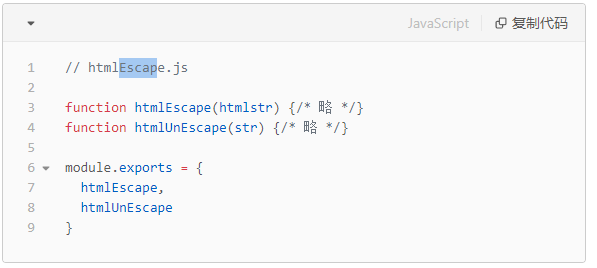 JavaScript 复制代码
1 // htmlEscape.js
2
3 function htmlEscape(htmlstr) {/* 略 */}
4 function htmlUnEscape(str) {/* 略 */}
5
6 module.exports = {
7   htmlEscape,
8   htmlUnEscape
9 }